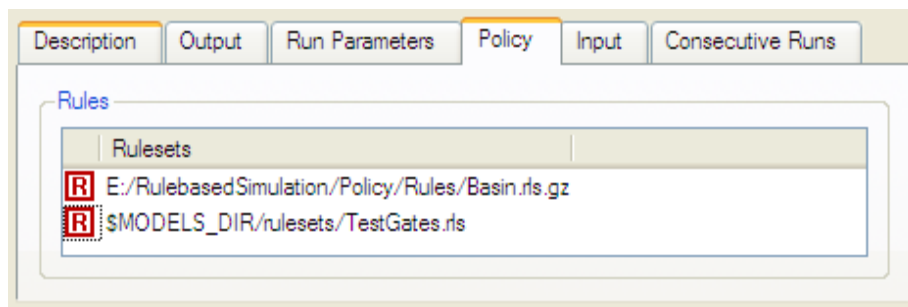 Description Output Run Parameters Policy Input Consecutive Runs
Rules
Rulesets
R E:/RulebasedSimulation/Policy/Rules/Basin.rls.gz
R $MODELS_DIR/rulesets/TestGates.rls